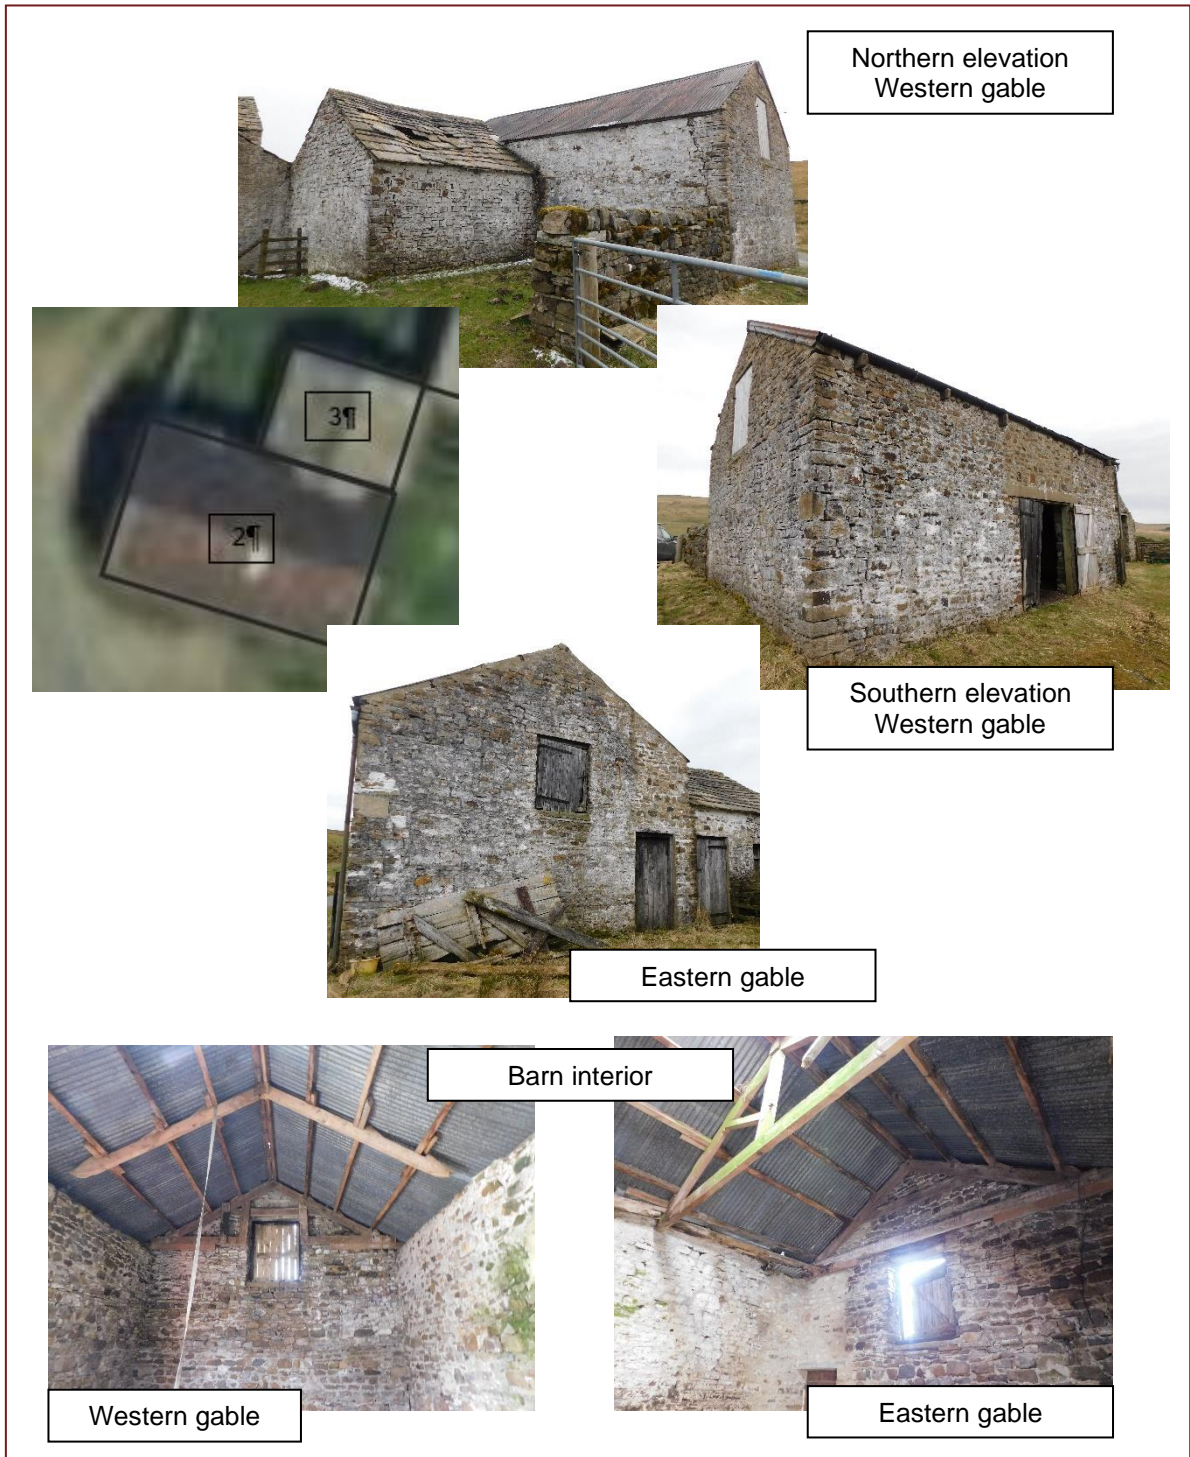 Northern elevation
Western gable
3¶
2¶
Southern elevation
Western gable
Eastern gable
Barn interior
Western gable
Eastern gable